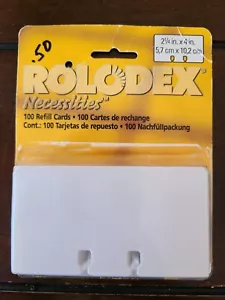 .50
2¼ in. x 4 in.
5,7 cm x 10,2 cm
ROLODEX
Necessities™
100 Refill Cards • 100 Cartes de rechange
Cont.: 100 Tarjetas de repuesto • 100 Nachfüllpackung